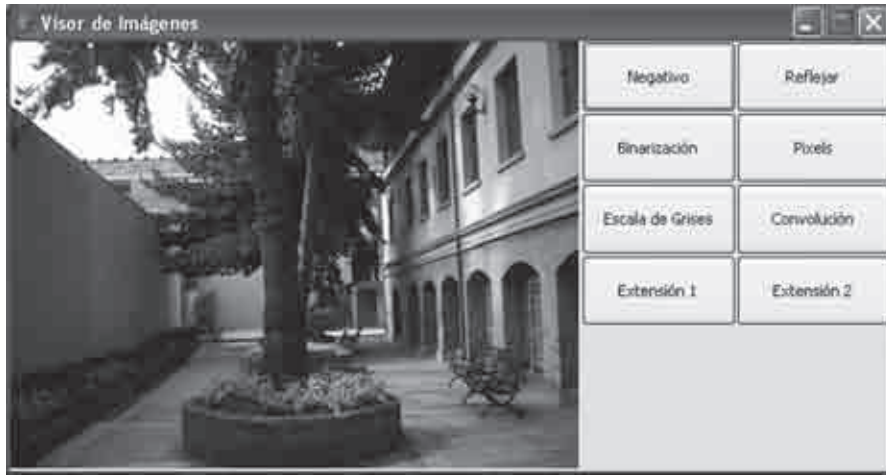 Visor de Imágenes
Negativo
Reflejar
Binarización
Pixels
Escala de Grises
Convolución
Extensión 1
Extensión 2